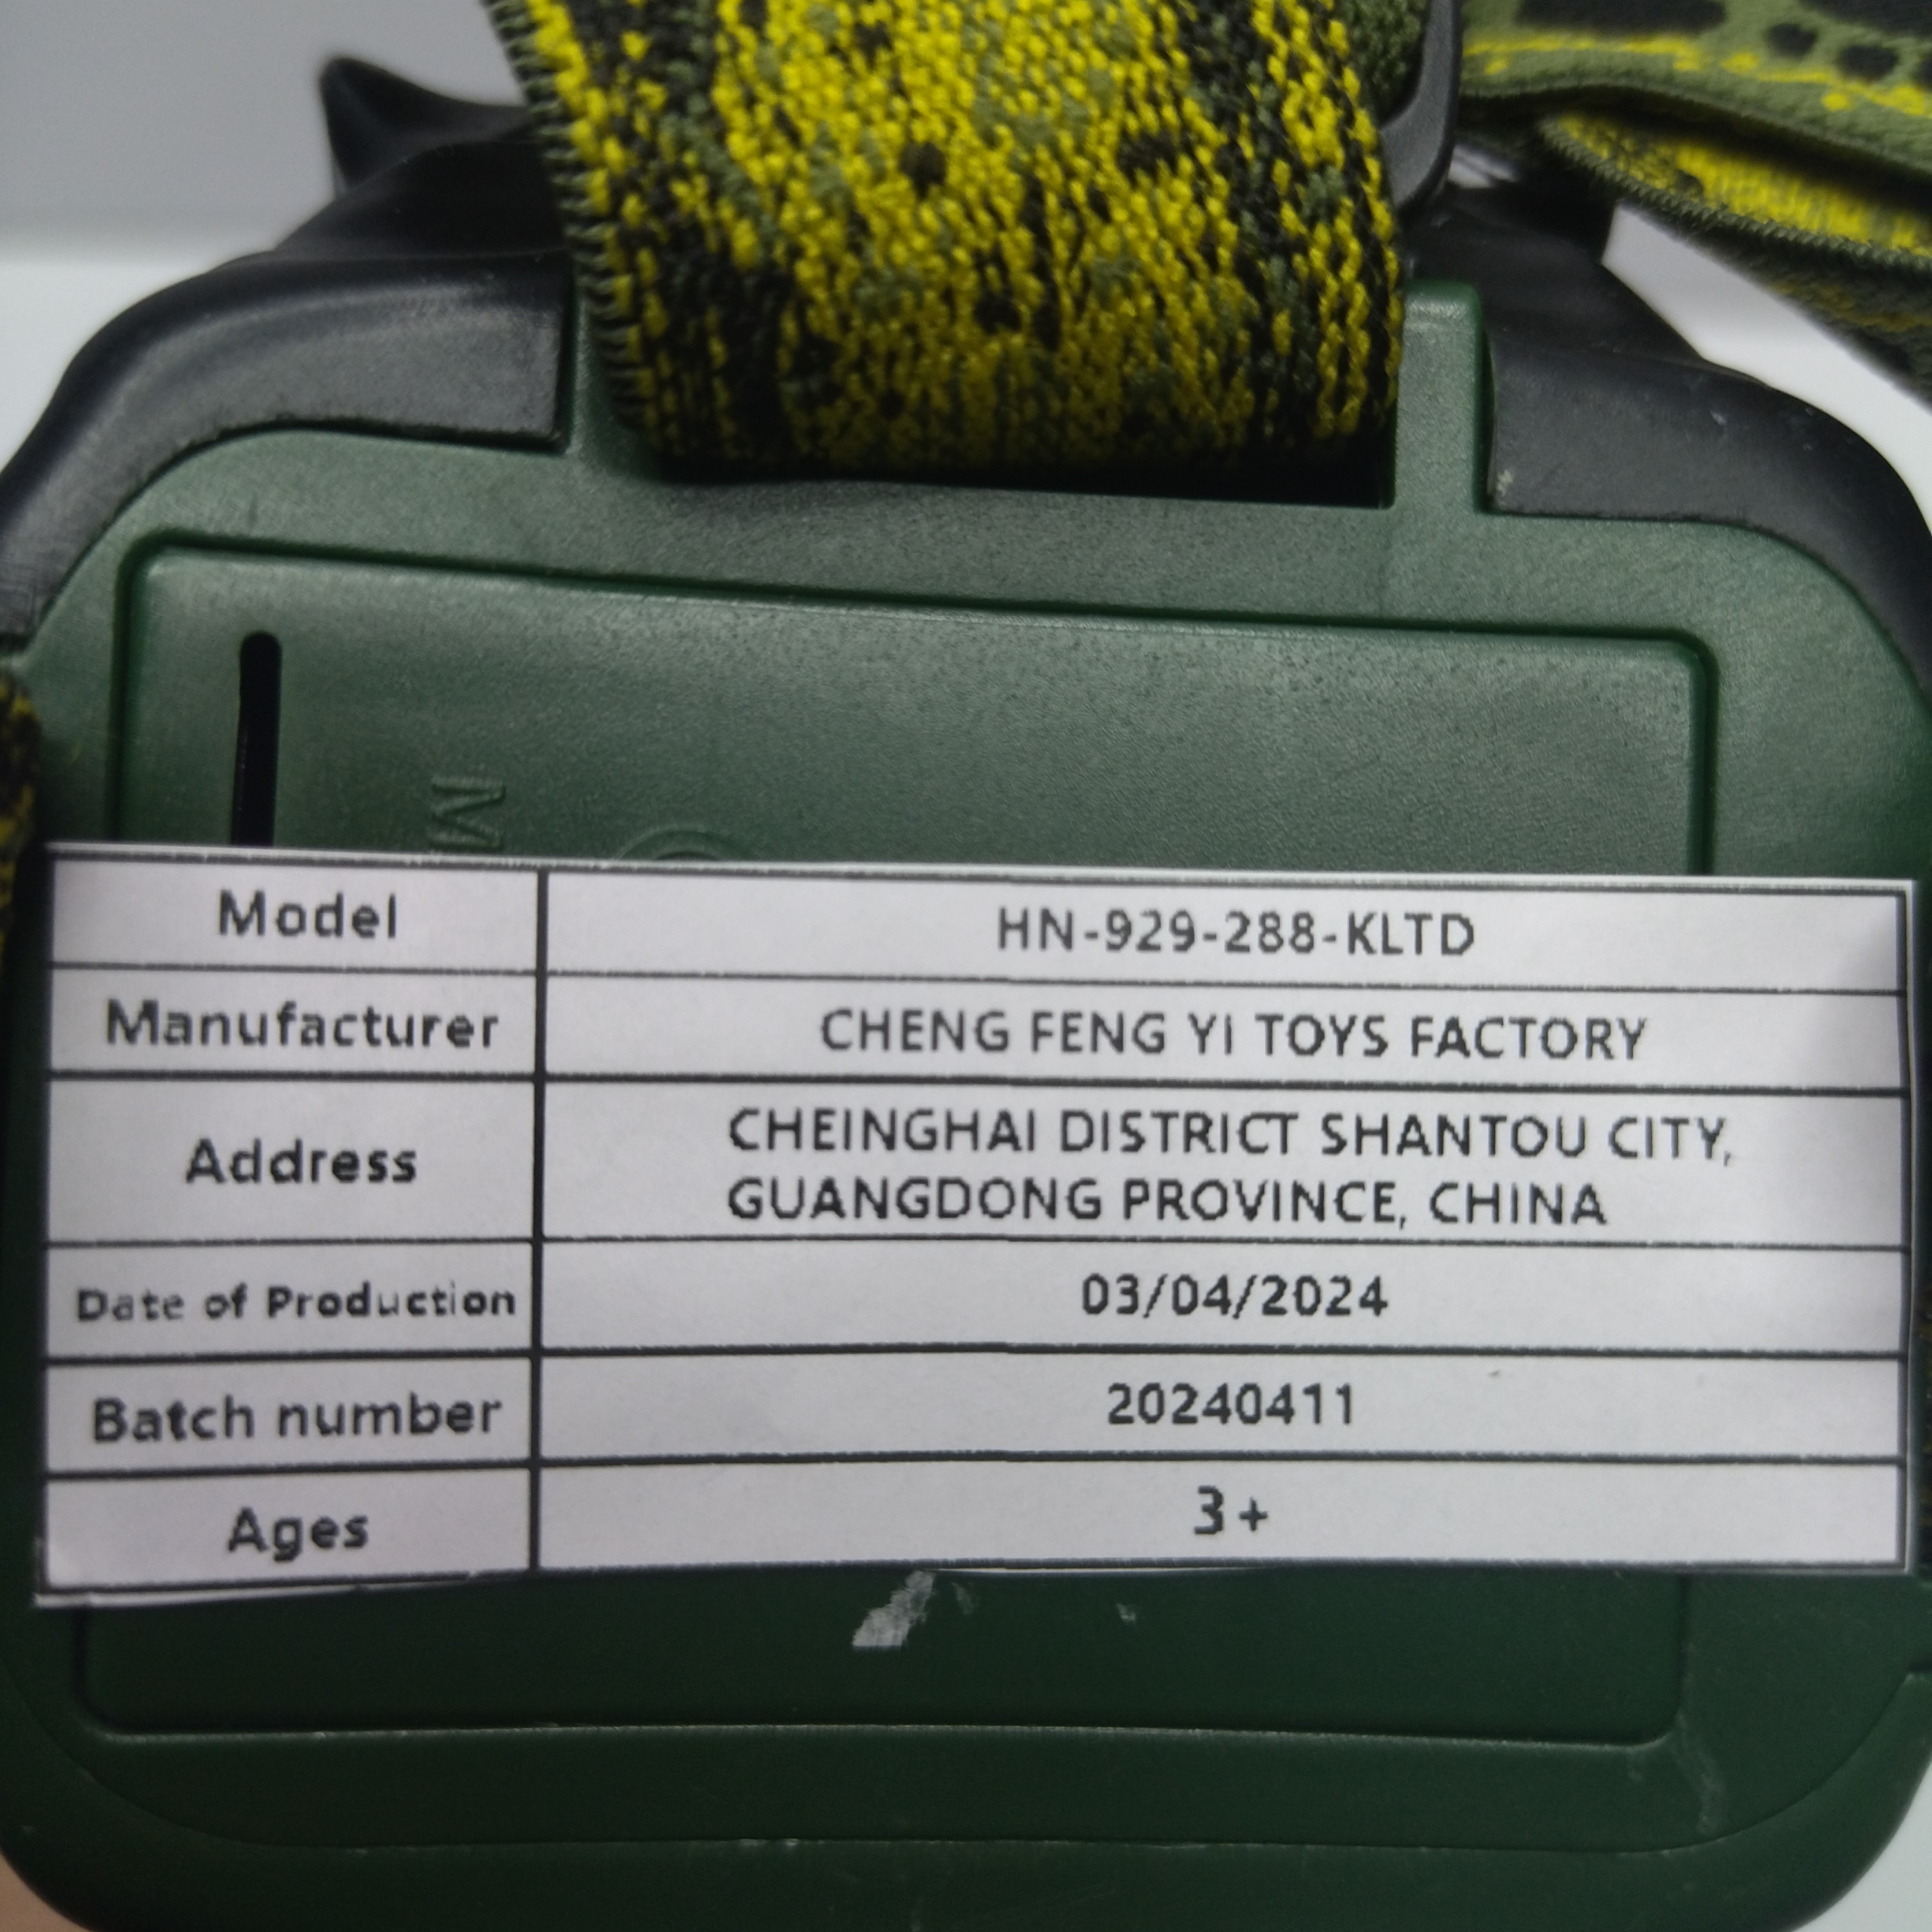 M
Model HN-929-288-KLTD
Manufacturer CHENG FENG YI TOYS FACTORY
Address CHEINGHAI DISTRICT SHANTOU CITY,
GUANGDONG PROVINCE, CHINA
Date of Production 03/04/2024
Batch number 20240411
Ages 3+